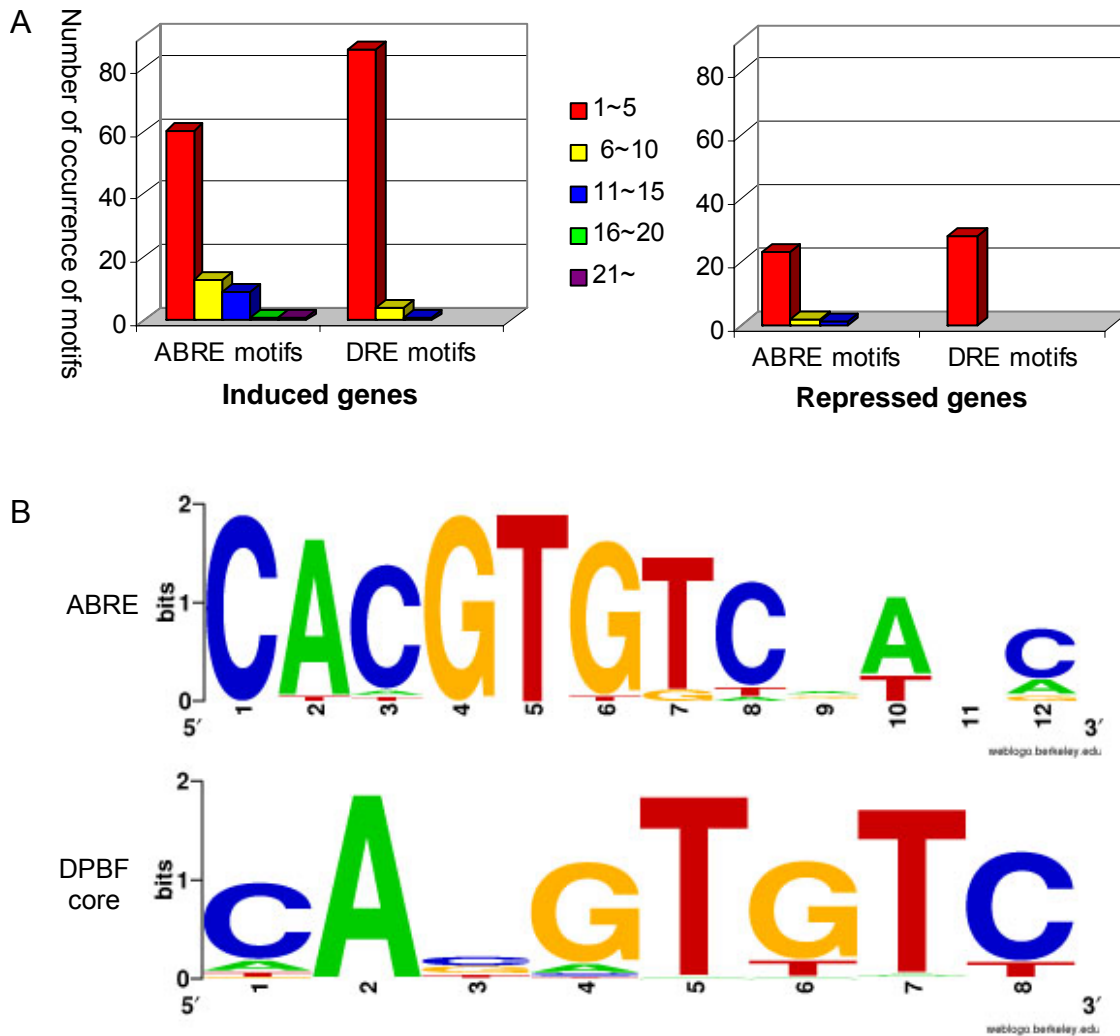 A
Number of occurrence of motifs
80
60
40
20
0
ABRE motifs DRE motifs
Induced genes
1~5
6~10
11~15
16~20
21~
80
60
40
20
0
ABRE motifs DRE motifs
Repressed genes
B
ABRE
bits
2
1
0
CACGTGTC A C
T A
5′ 1 2 3 4 5 6 7 8 9 10 11 12 3′
weblogo.berkeley.edu
DPBF
core
bits
2
1
0
CACGTGTC
A G A T T
5′ 1 2 3 4 5 6 7 8 3′
weblogo.berkeley.edu